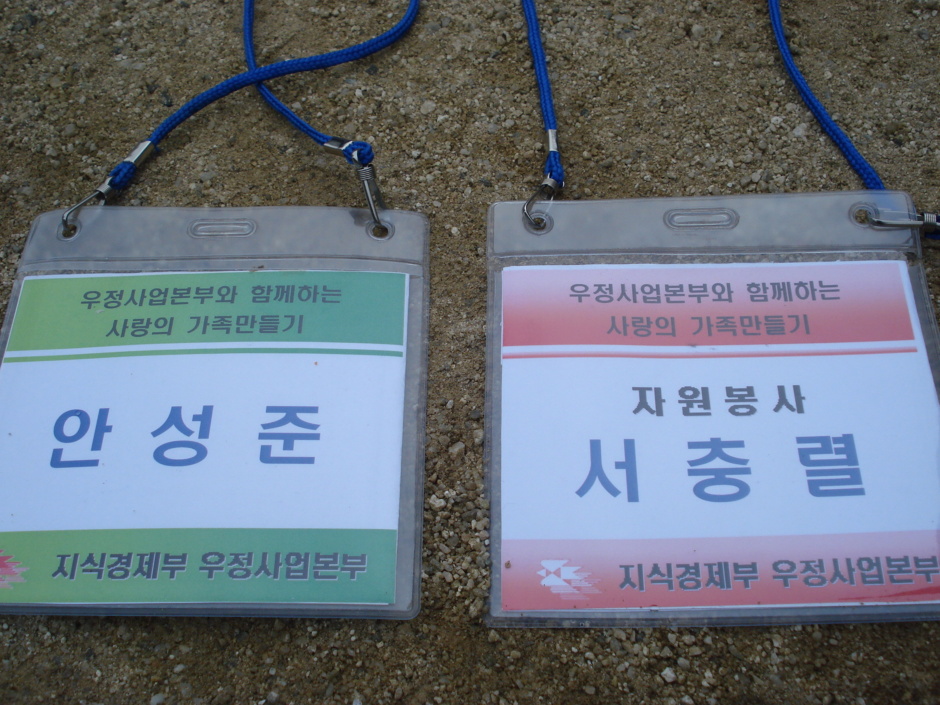 우정사업본부와 함께하는
사랑의 가족만들기
안성준
지식경제부 우정사업본부
우정사업본부와 함께하는
사랑의 가족만들기
자원봉사
서충렬
지식경제부 우정사업본부